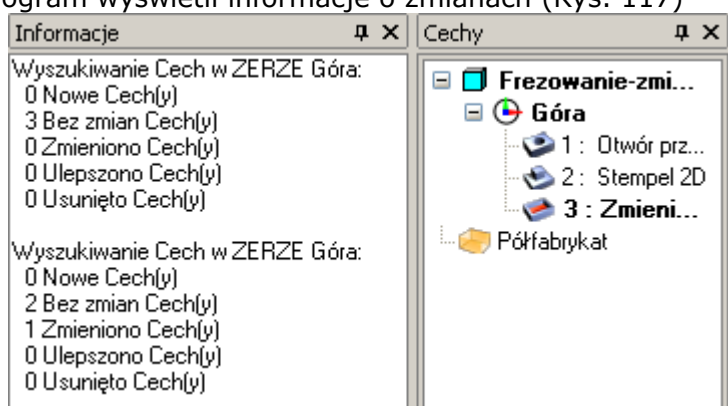 ogram wyświetli informacje o zmianach (Rys. 117)
Informacje
Wyszukiwanie Cech w ZERZE Góra:
0 Nowe Cech(y)
3 Bez zmian Cech(y)
0 Zmieniono Cech(y)
0 Ulepszono Cech(y)
0 Usunięto Cech(y)
Wyszukiwanie Cech w ZERZE Góra:
0 Nowe Cech(y)
2 Bez zmian Cech(y)
1 Zmieniono Cech(y)
0 Ulepszono Cech(y)
0 Usunięto Cech(y)
Cechy
Frezowanie-zmi...
Góra
1 : Otwór prz...
2 : Stempel 2D
3 : Zmieni...
Półfabrykat